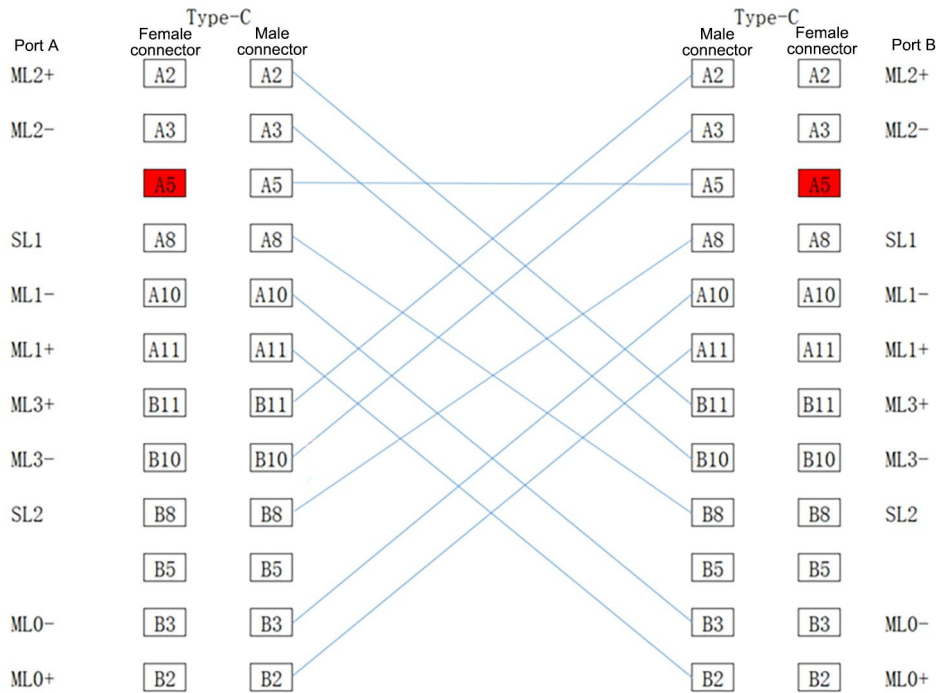 Type-C Type-C
Port A Female connector Male connector Male connector Female connector Port B
ML2+ A2 A2 A2 A2 ML2+
ML2- A3 A3 A3 A3 ML2-
A5 A5 A5 A5
SL1 A8 A8 A8 A8 SL1
ML1- A10 A10 A10 A10 ML1-
ML1+ A11 A11 A11 A11 ML1+
ML3+ B11 B11 B11 B11 ML3+
ML3- B10 B10 B10 B10 ML3-
SL2 B8 B8 B8 B8 SL2
B5 B5 B5 B5
ML0- B3 B3 B3 B3 ML0-
ML0+ B2 B2 B2 B2 ML0+